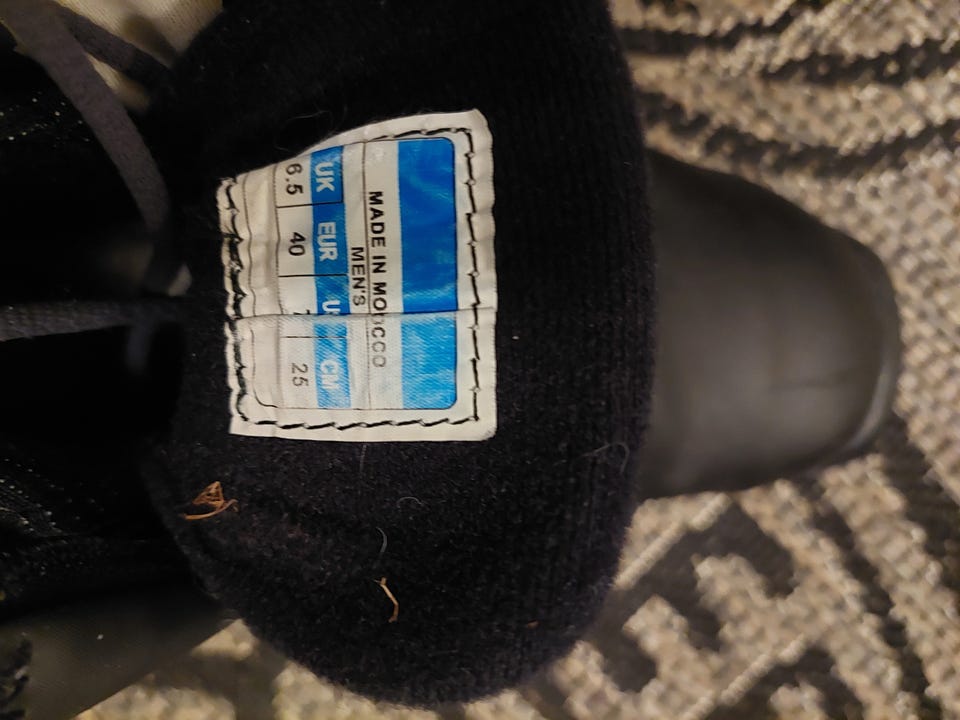 MADE IN MOROCCO
MEN'S
UK EUR CM
6.5 40 25